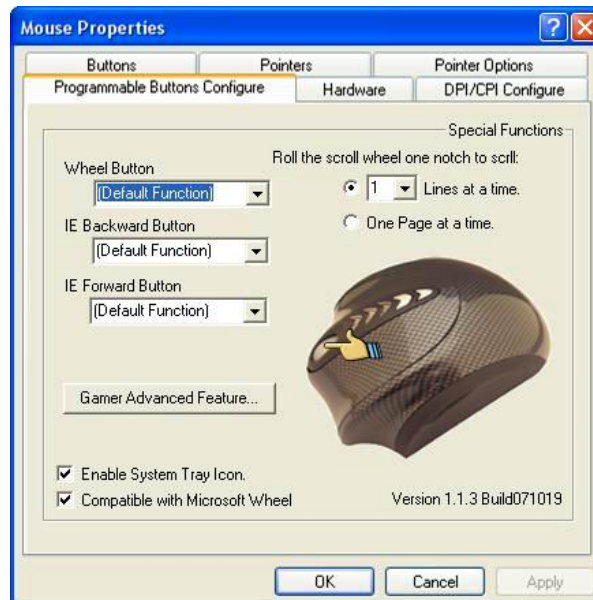 Mouse Properties
Buttons
Pointers
Pointer Options
Programmable Buttons Configure
Hardware
DPI/CPI Configure
Special Functions
Wheel Button
(Default Function)
IE Backward Button
(Default Function)
IE Forward Button
(Default Function)
Gamer Advanced Feature...
Roll the scroll wheel one notch to scrll:
1 Lines at a time.
One Page at a time.
Enable System Tray Icon.
Compatible with Microsoft Wheel
Version 1.1.3 Build071019
OK
Cancel
Apply